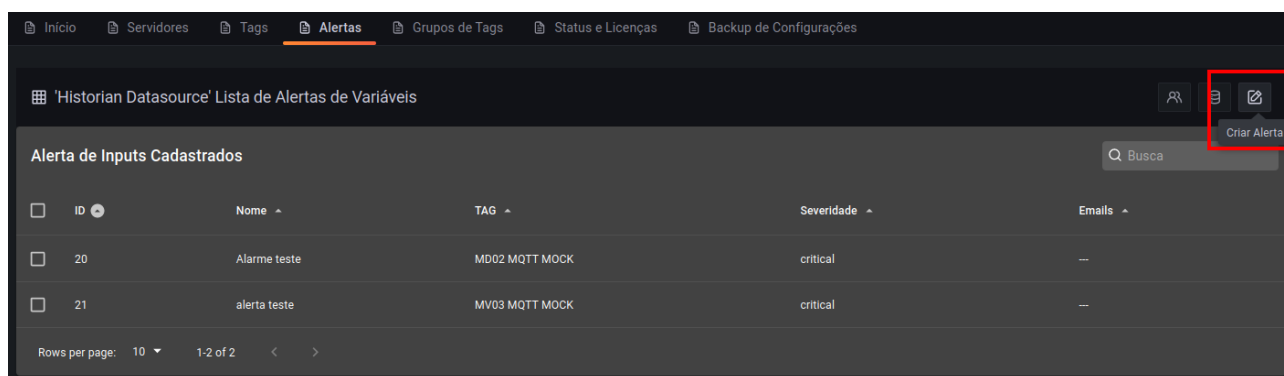 Início Servidores Tags Alertas Grupos de Tags Status e Licenças Backup de Configurações
'Historian Datasource' Lista de Alertas de Variáveis
Criar Alerta
Alerta de Inputs Cadastrados
Busca
ID Nome TAG Severidade Emails
20 Alarme teste MD02 MQTT MOCK critical ---
21 alerta teste MV03 MQTT MOCK critical ---
Rows per page: 10 1-2 of 2